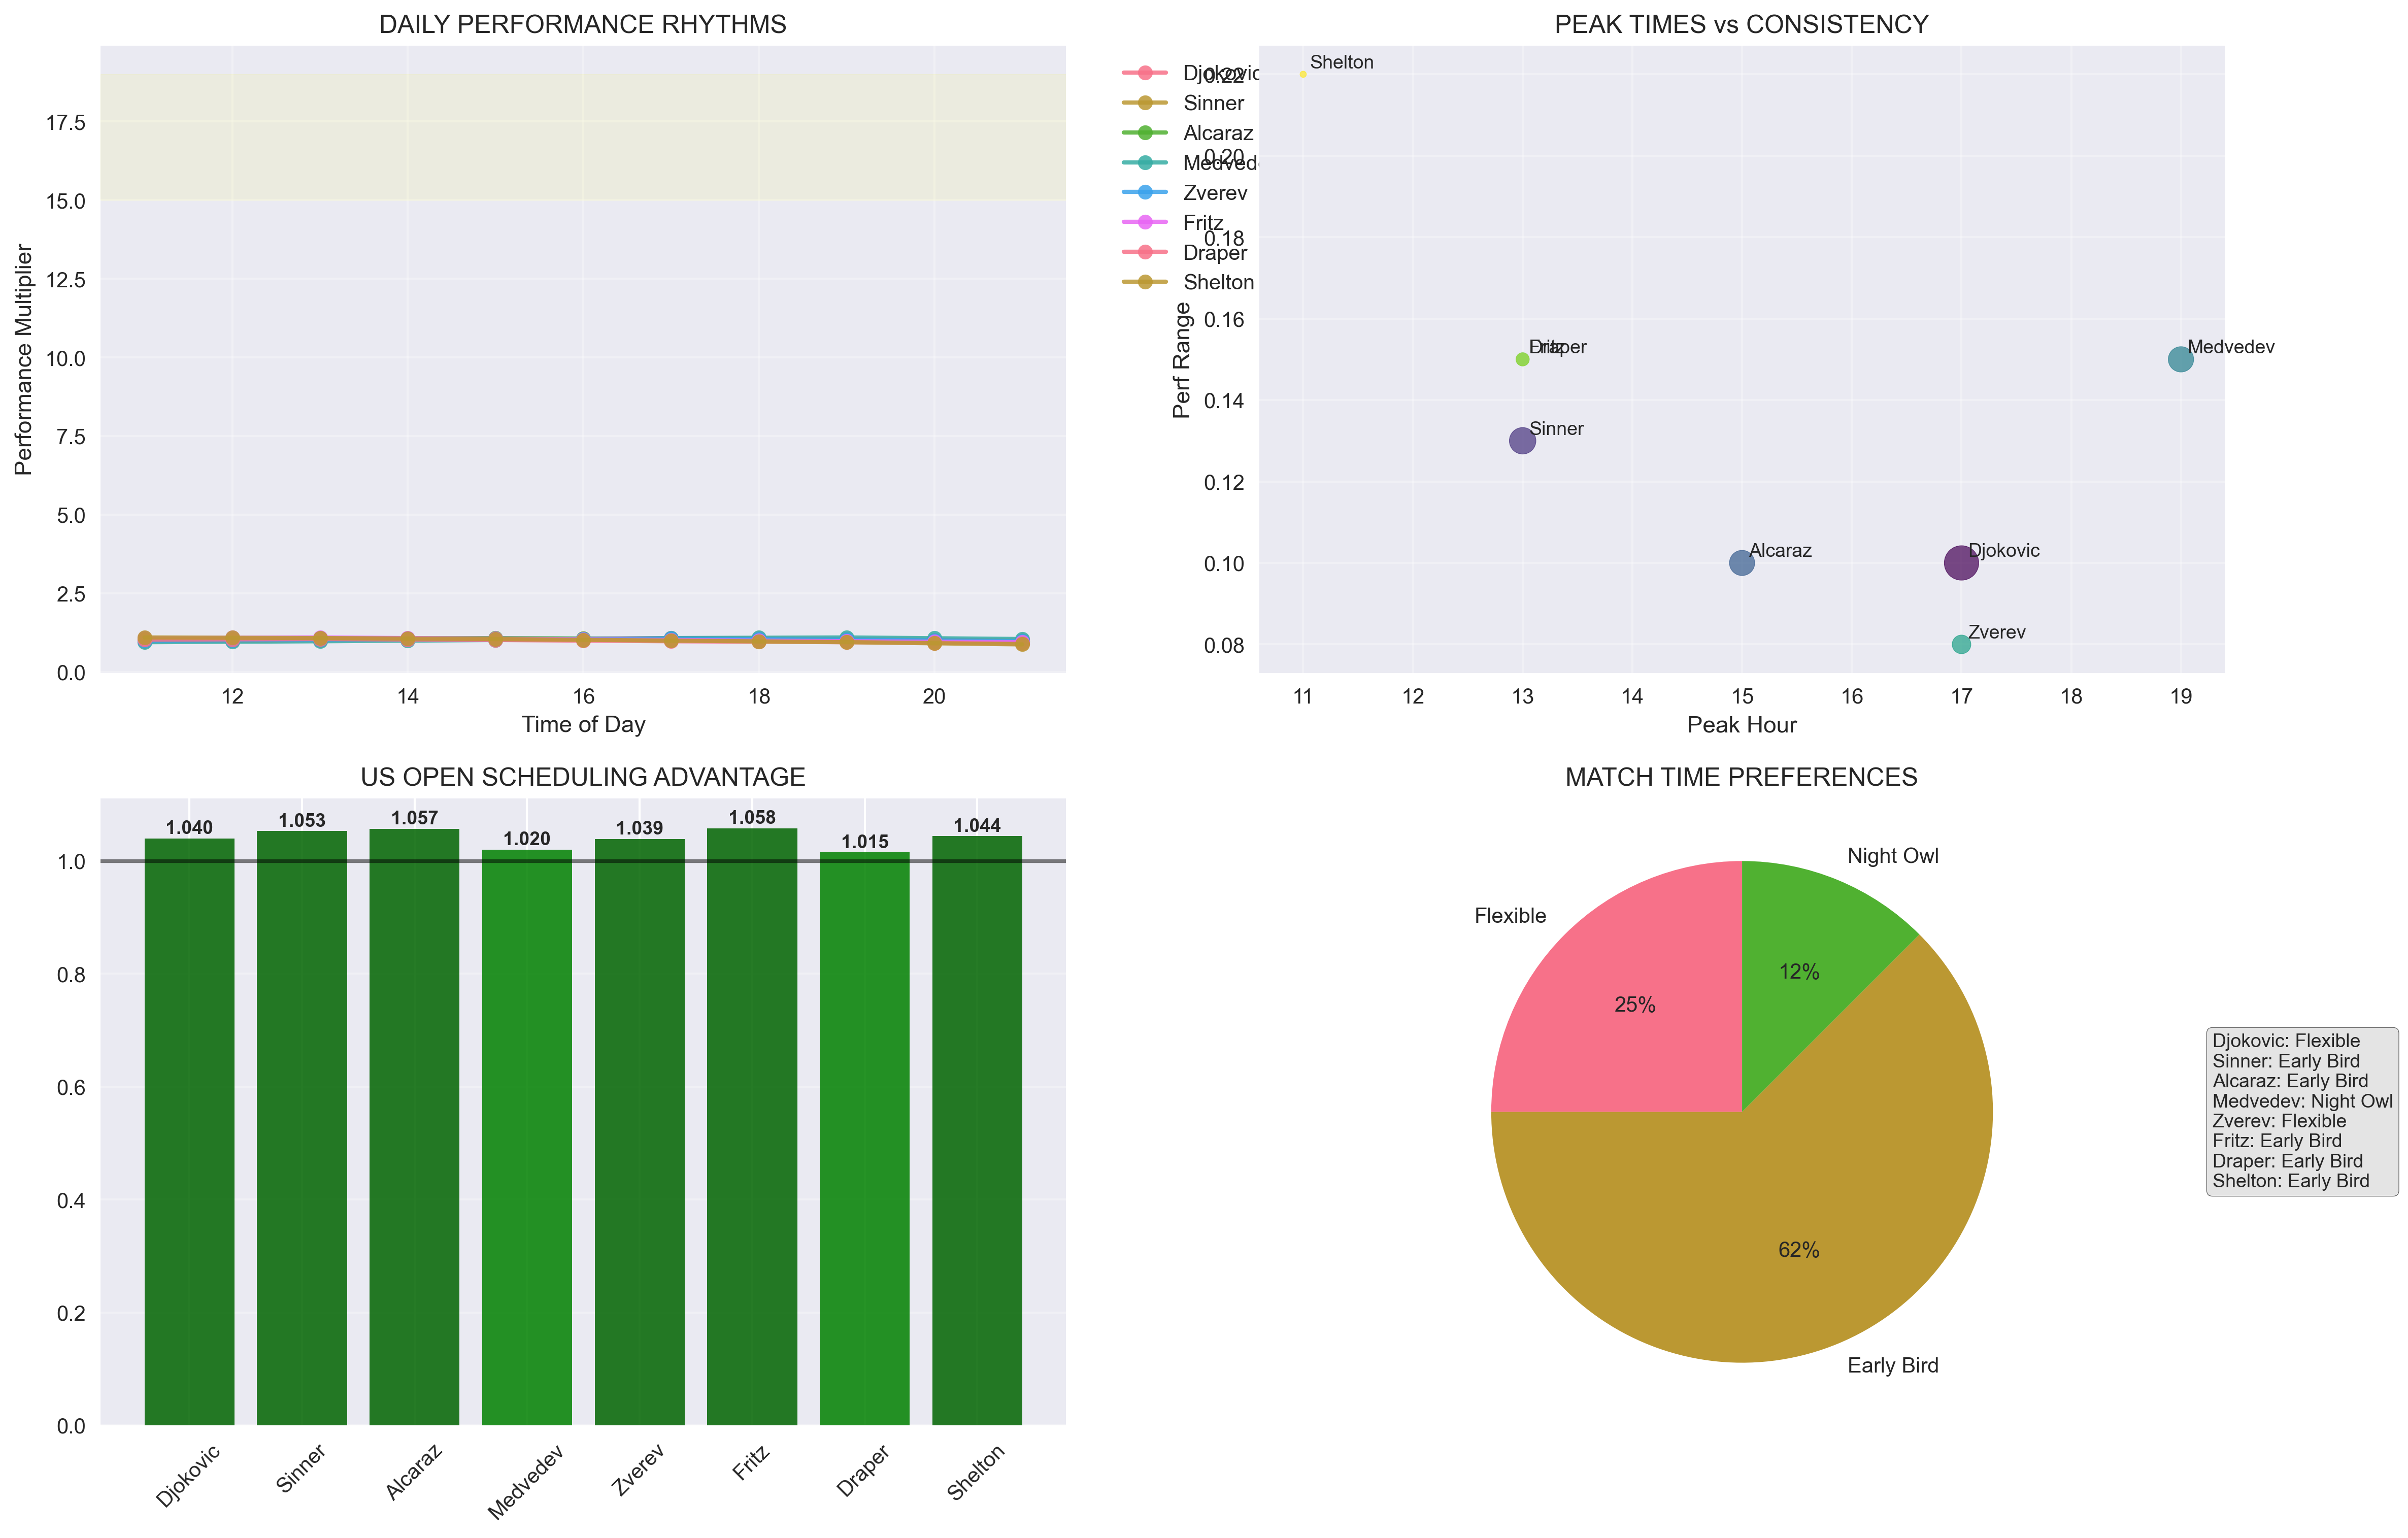 DAILY PERFORMANCE RHYTHMS
Performance Multiplier
17.5
15.0
12.5
10.0
7.5
5.0
2.5
0.0
12
14
16
18
20
Time of Day
Djokovic
Sinner
Alcaraz
Medvede
Zverev
Fritz
Draper
Shelton
PEAK TIMES vs CONSISTENCY
Perf Range
0.22
0.20
0.18
0.16
0.14
0.12
0.10
0.08
Shelton
Fritz
Draper
Medvedev
Sinner
Alcaraz
Djokovic
Zverev
11
12
13
14
15
16
17
18
19
Peak Hour
US OPEN SCHEDULING ADVANTAGE
1.040
1.053
1.057
1.020
1.039
1.058
1.015
1.044
1.0
0.8
0.6
0.4
0.2
0.0
Djokovic
Sinner
Alcaraz
Medvedev
Zverev
Fritz
Draper
Shelton
MATCH TIME PREFERENCES
Night Owl
Flexible
12%
25%
62%
Early Bird
Djokovic: Flexible
Sinner: Early Bird
Alcaraz: Early Bird
Medvedev: Night Owl
Zverev: Flexible
Fritz: Early Bird
Draper: Early Bird
Shelton: Early Bird